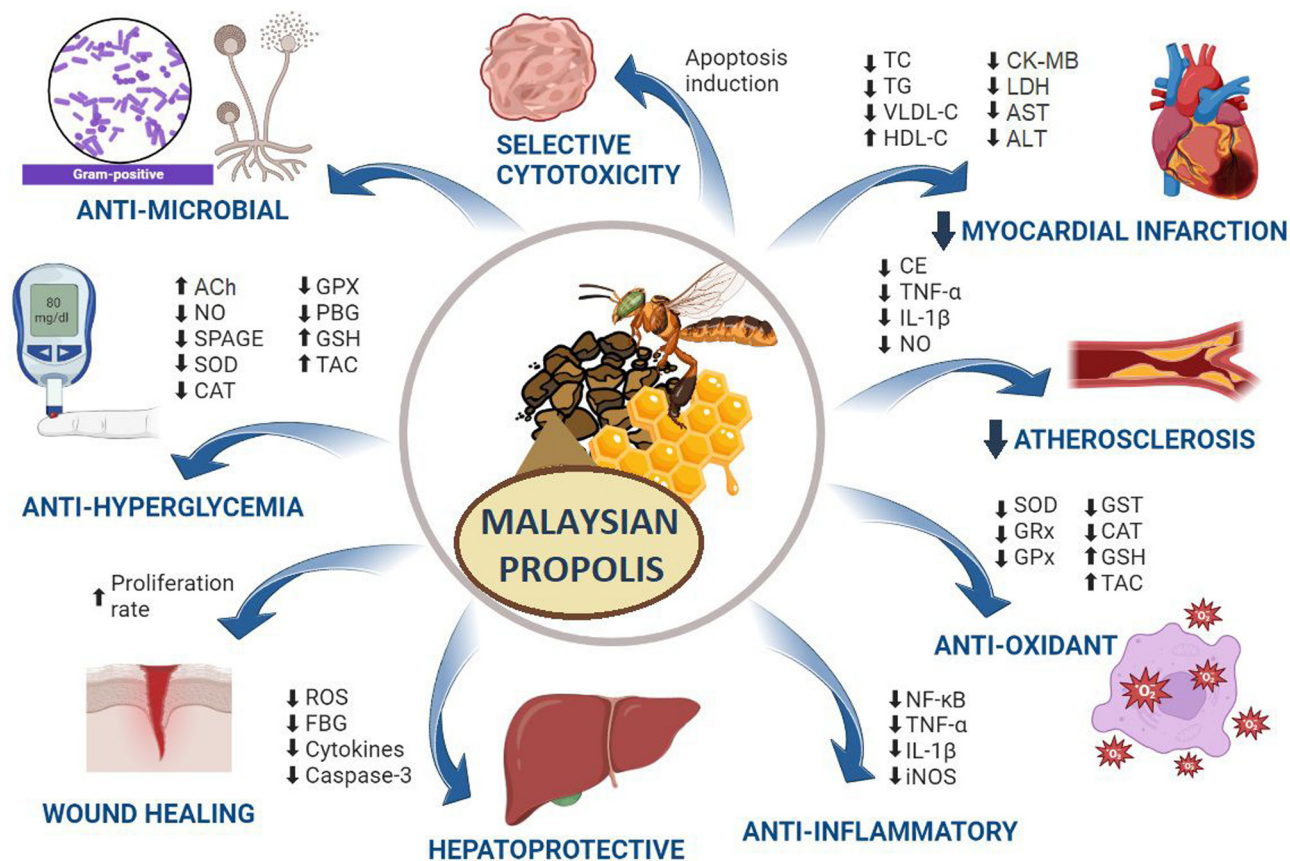 Gram-positive
ANTI-MICROBIAL
SELECTIVE
CYTOTOXICITY
Apoptosis
induction
⬇ TC
⬇ TG
⬇ VLDL-C
⬆ HDL-C
⬇ CK-MB
⬇ LDH
⬇ AST
⬇ ALT
⬇ MYOCARDIAL INFARCTION
80
mg/dl
⬆ ACh
⬇ NO
⬇ SPAGE
⬇ SOD
⬇ CAT
⬇ GPX
⬇ PBG
⬆ GSH
⬆ TAC
ANTI-HYPERGLYCEMIA
⬇ CE
⬇ TNF-α
⬇ IL-1β
⬇ NO
⬇ ATHEROSCLEROSIS
MALAYSIAN
PROPOLIS
⬇ SOD
⬇ GRx
⬇ GPx
⬇ GST
⬇ CAT
⬆ GSH
⬆ TAC
ANTI-OXIDANT
⬆ Proliferation
rate
WOUND HEALING
⬇ ROS
⬇ FBG
⬇ Cytokines
⬇ Caspase-3
HEPATOPROTECTIVE
⬇ NF-κB
⬇ TNF-α
⬇ IL-1β
⬇ iNOS
ANTI-INFLAMMATORY
•O₂⁻